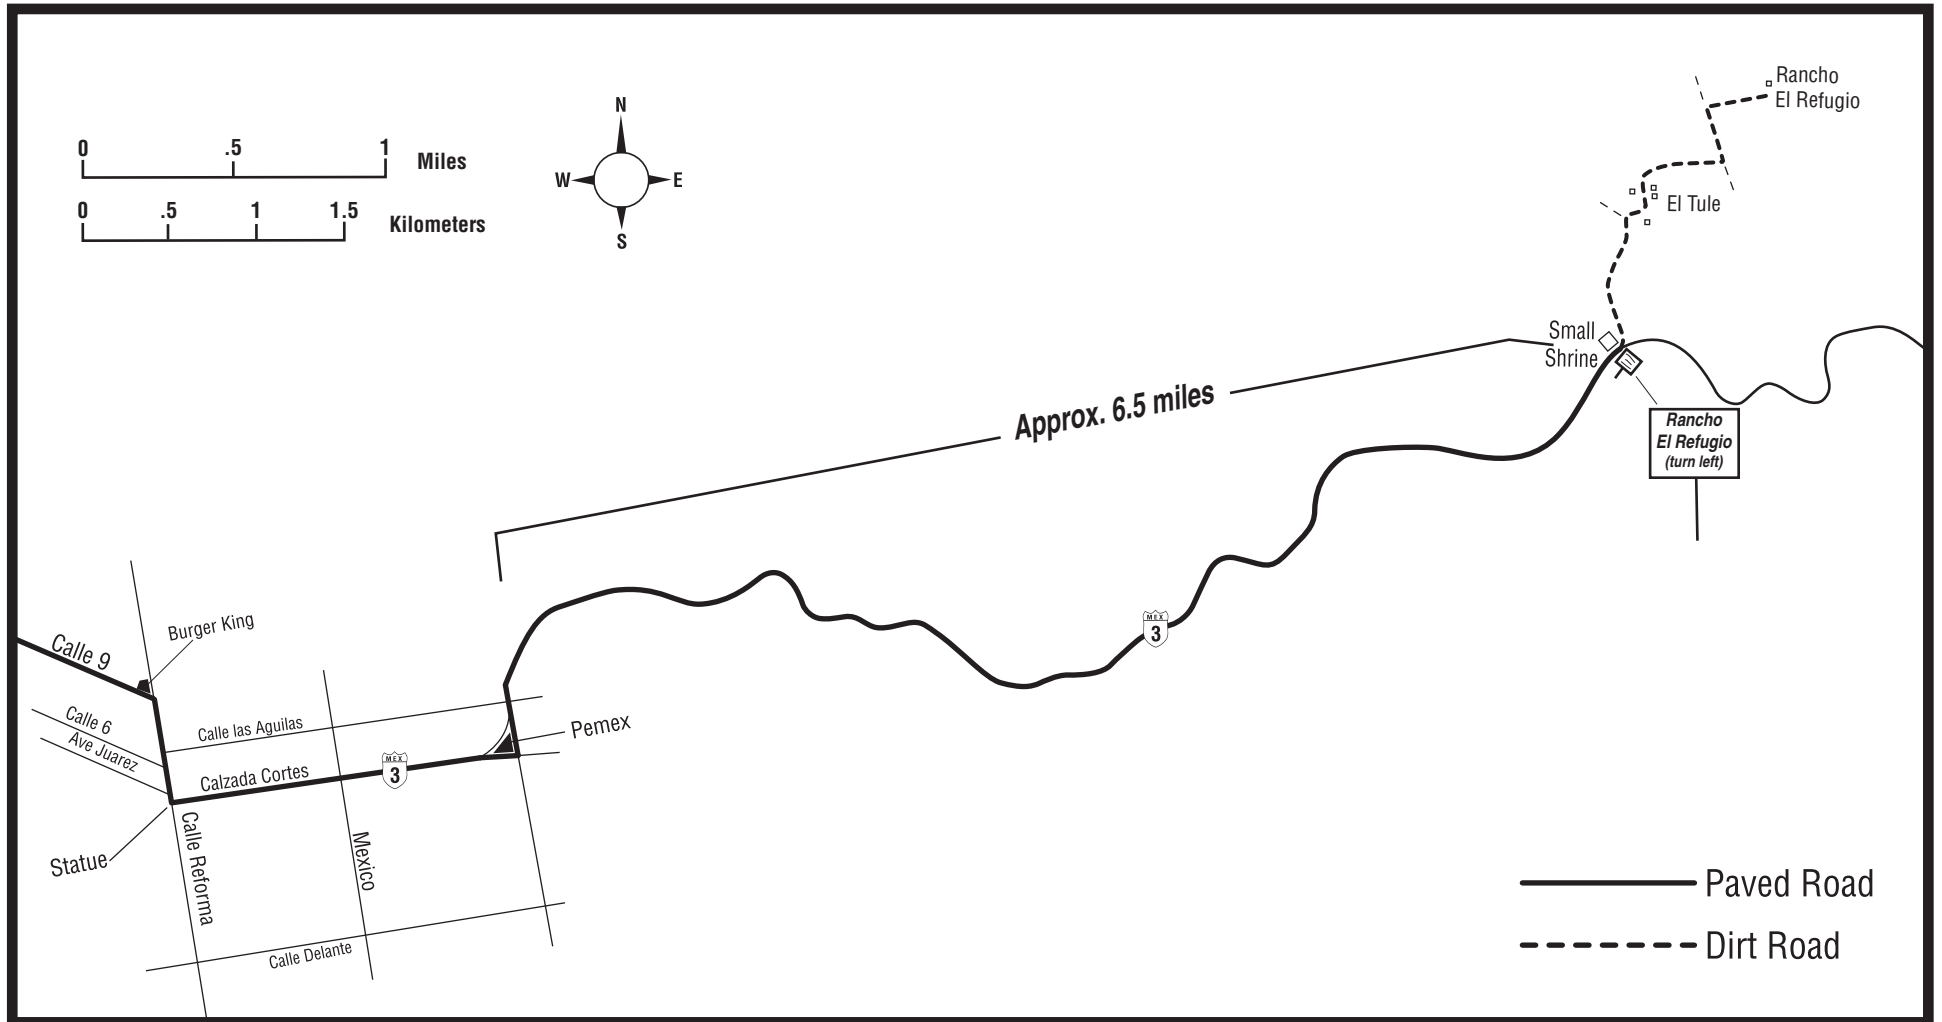 0 .5 1
Miles
0 .5 1 1.5
Kilometers
N
W E
S
Rancho
El Refugio
El Tule
Small
Shrine
Approx. 6.5 miles
Rancho
El Refugio
(turn left)
MEX
3
Burger King
Calle 9
Calle 6
Ave Juarez
Calle las Aguilas
Pemex
Calzada Cortes
MEX
3
Statue
Calle Reforma
Mexico
Calle Delante
Paved Road
Dirt Road